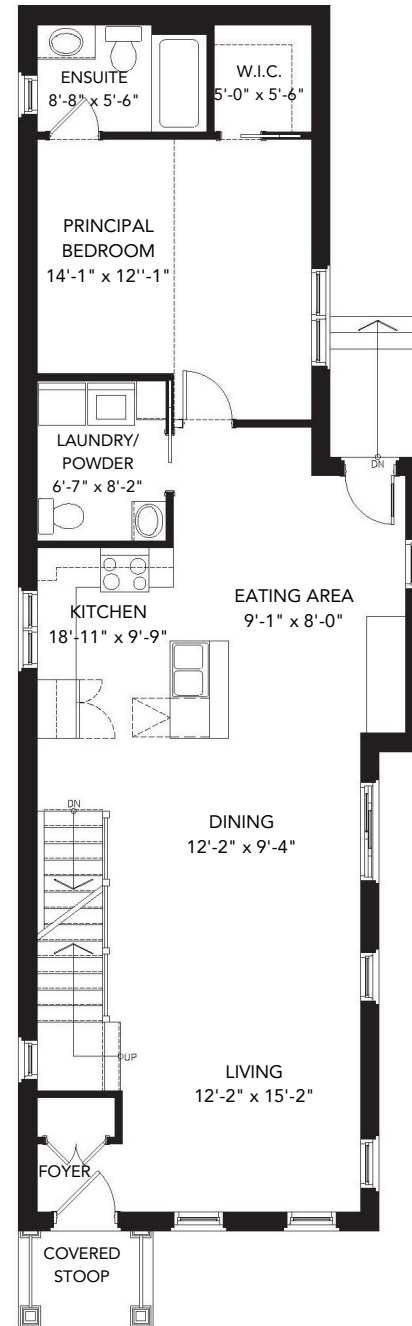 ENSUITE
8'-8" x 5'-6"
W.I.C.
5'-0" x 5'-6"
PRINCIPAL
BEDROOM
14'-1" x 12''-1"
LAUNDRY/
POWDER
6'-7" x 8'-2"
DN
KITCHEN
18'-11" x 9'-9"
EATING AREA
9'-1" x 8'-0"
DN
DINING
12'-2" x 9'-4"
UP
LIVING
12'-2" x 15'-2"
FOYER
COVERED
STOOP